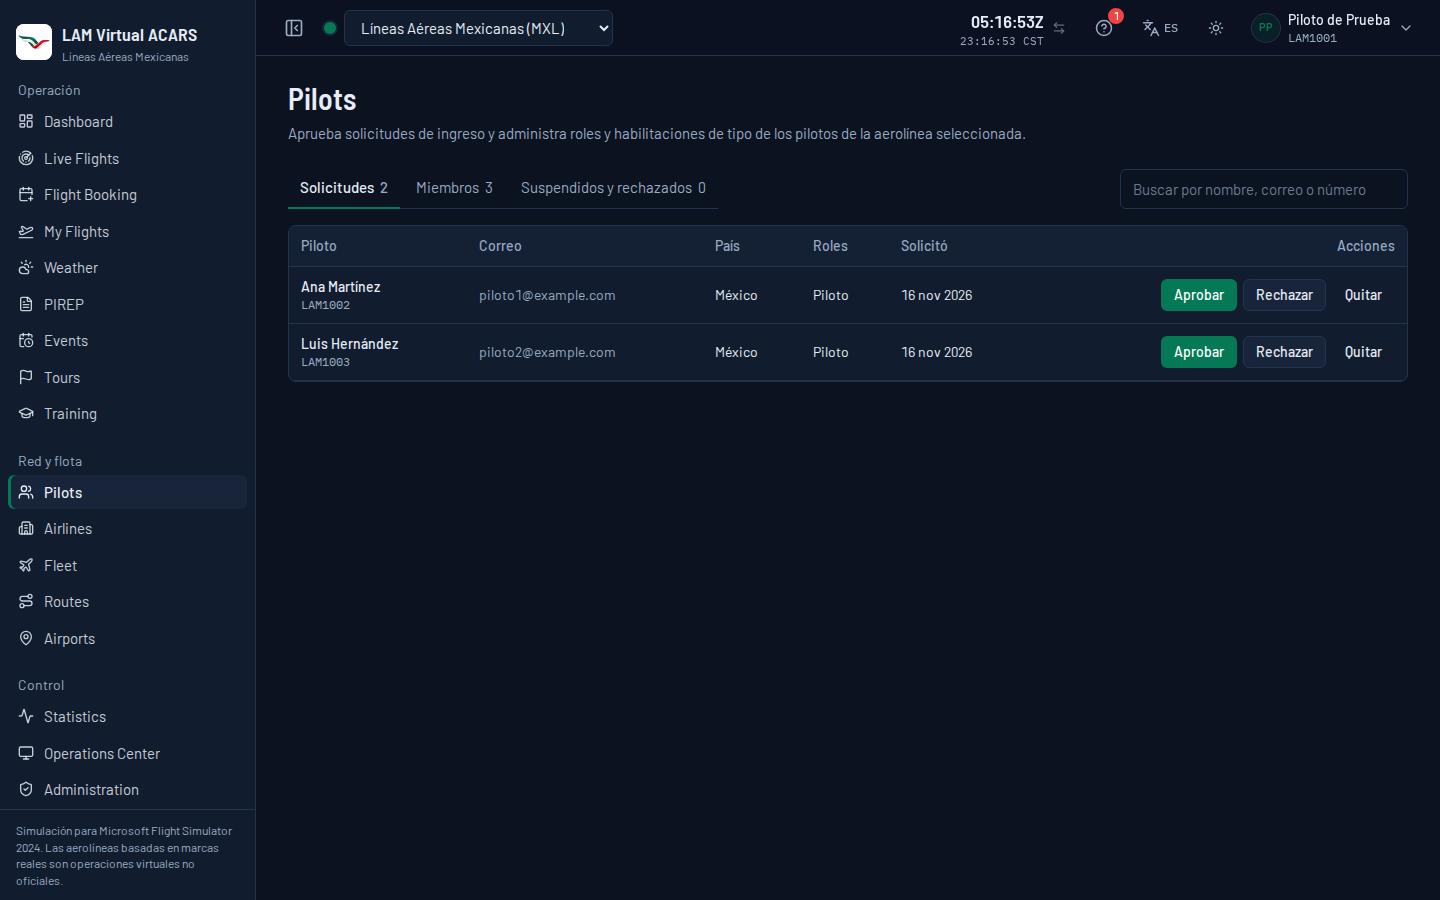 LAM Virtual ACARS
Líneas Aéreas Mexicanas
Operación
Dashboard
Live Flights
Flight Booking
My Flights
Weather
PIREP
Events
Tours
Training
Red y flota
Pilots
Airlines
Fleet
Routes
Airports
Control
Statistics
Operations Center
Administration
Simulación para Microsoft Flight Simulator
2024. Las aerolíneas basadas en marcas
reales son operaciones virtuales no
oficiales.
Líneas Aéreas Mexicanas (MXL)
05:16:53Z
23:16:53 CST
1
ES
PP
Piloto de Prueba
LAM1001
Pilots
Aprueba solicitudes de ingreso y administra roles y habilitaciones de tipo de los pilotos de la aerolínea seleccionada.
Solicitudes 2 Miembros 3 Suspendidos y rechazados 0
Buscar por nombre, correo o número
Piloto Correo País Roles Solicitó Acciones
Ana Martínez
LAM1002
piloto1@example.com México Piloto 16 nov 2026 Aprobar Rechazar Quitar
Luis Hernández
LAM1003
piloto2@example.com México Piloto 16 nov 2026 Aprobar Rechazar Quitar